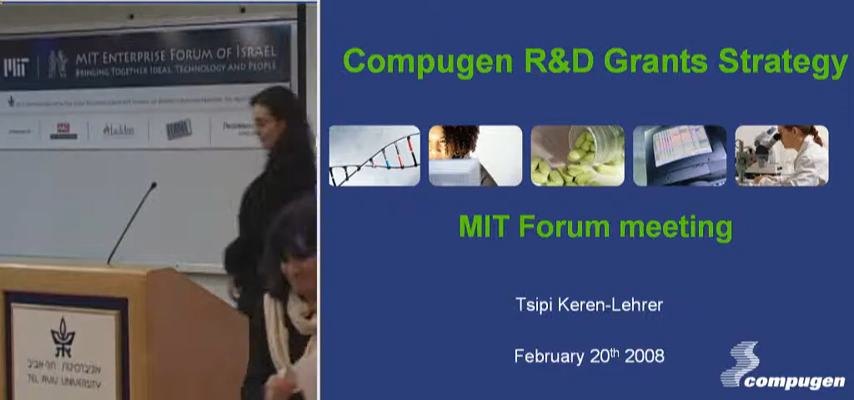 MIT
MIT ENTERPRISE FORUM OF ISRAEL
BRINGING TOGETHER IDEAS, TECHNOLOGY AND PEOPLE
Aladdin
אוניברסיטת תל-אביב
TEL AVIV UNIVERSITY
Compugen R&D Grants Strategy
MIT Forum meeting
Tsipi Keren-Lehrer
February 20th 2008
compugen